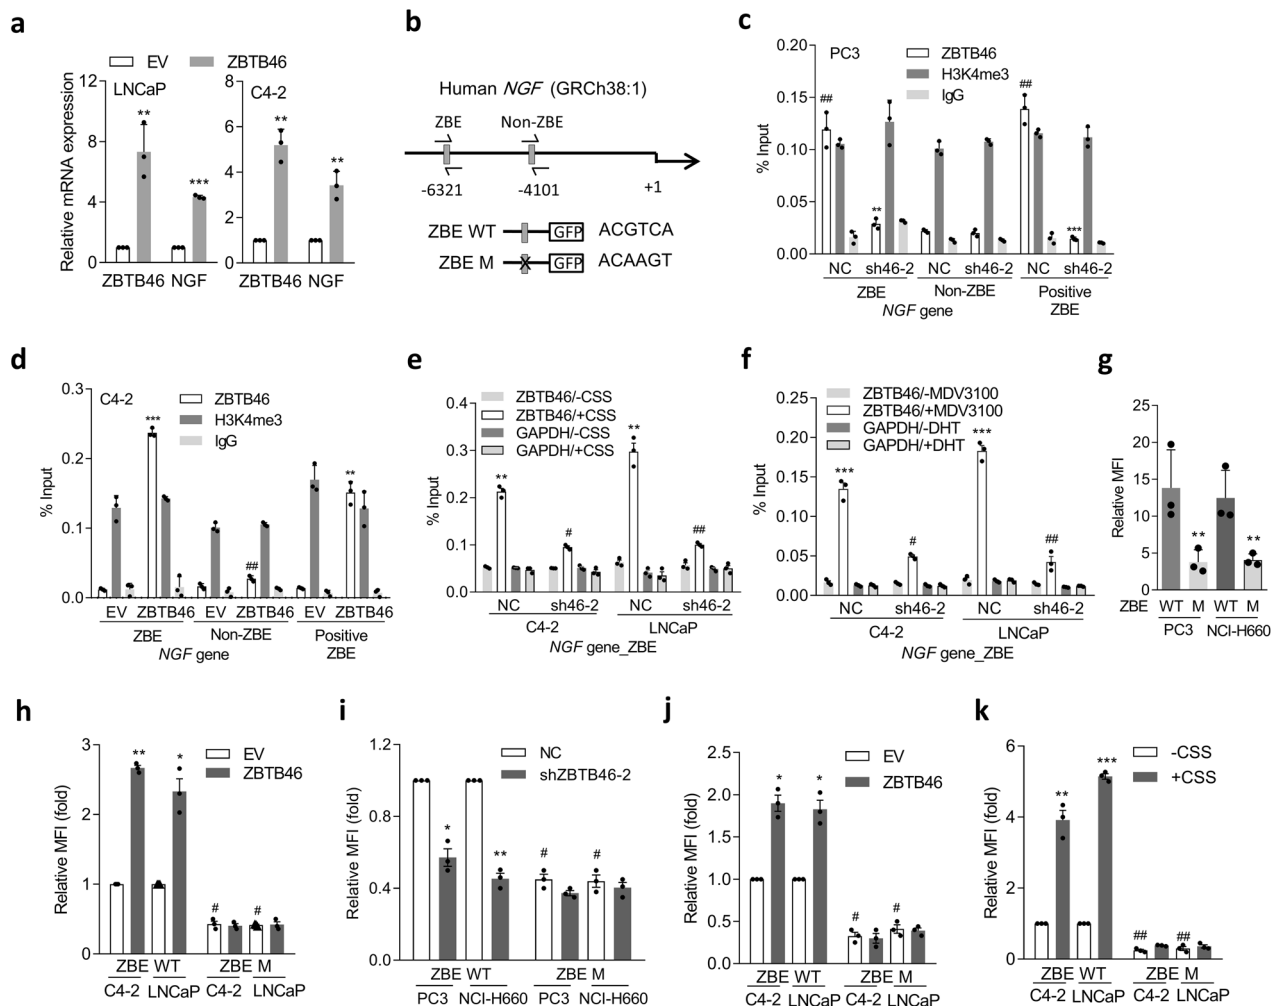 a
EV
ZBTB46
Relative mRNA expression
12
8
4
0
LNCaP
**
***
ZBTB46 NGF
8
6
4
2
0
C4-2
**
**
ZBTB46 NGF
b
Human NGF (GRCh38:1)
ZBE
Non-ZBE
-6321
-4101
+1
ZBE WT
GFP
ACGTCA
ZBE M
X
GFP
ACAAGT
c
PC3
ZBTB46
H3K4me3
IgG
% Input
0.20
0.15
0.10
0.05
0.00
##
**
##
***
NC sh46-2 NC sh46-2 NC sh46-2
ZBE
Non-ZBE
Positive
ZBE
NGF gene
d
C4-2
ZBTB46
H3K4me3
IgG
% Input
0.3
0.2
0.1
0.0
***
##
**
EV ZBTB46 EV ZBTB46 EV ZBTB46
ZBE
Non-ZBE
Positive
ZBE
NGF gene
e
ZBTB46/-CSS
ZBTB46/+CSS
GAPDH/-CSS
GAPDH/+CSS
% Input
0.4
0.3
0.2
0.1
0.0
**
#
**
##
NC sh46-2 NC sh46-2
C4-2
LNCaP
NGF gene_ZBE
f
ZBTB46/-MDV3100
ZBTB46/+MDV3100
GAPDH/-DHT
GAPDH/+DHT
% Input
0.25
0.20
0.15
0.10
0.05
0.00
***
#
***
##
NC sh46-2 NC sh46-2
C4-2
LNCaP
NGF gene_ZBE
g
Relative MFI
25
20
15
10
5
0
**
**
ZBE WT M WT M
PC3 NCI-H660
h
EV
ZBTB46
Relative MFI (fold)
3
2
1
0
**
*
#
#
ZBE WT
ZBE M
C4-2 LNCaP C4-2 LNCaP
i
NC
shZBTB46-2
Relative MFI (fold)
1.2
0.8
0.4
0.0
*
**
#
#
ZBE WT
ZBE M
PC3 NCI-H660 PC3 NCI-H660
j
EV
ZBTB46
Relative MFI (fold)
2.5
2.0
1.5
1.0
0.5
0.0
*
*
#
#
ZBE WT
ZBE M
C4-2 LNCaP C4-2 LNCaP
k
-CSS
+CSS
Relative MFI (fold)
6
4
2
0
**
***
##
##
ZBE WT
ZBE M
C4-2 LNCaP C4-2 LNCaP